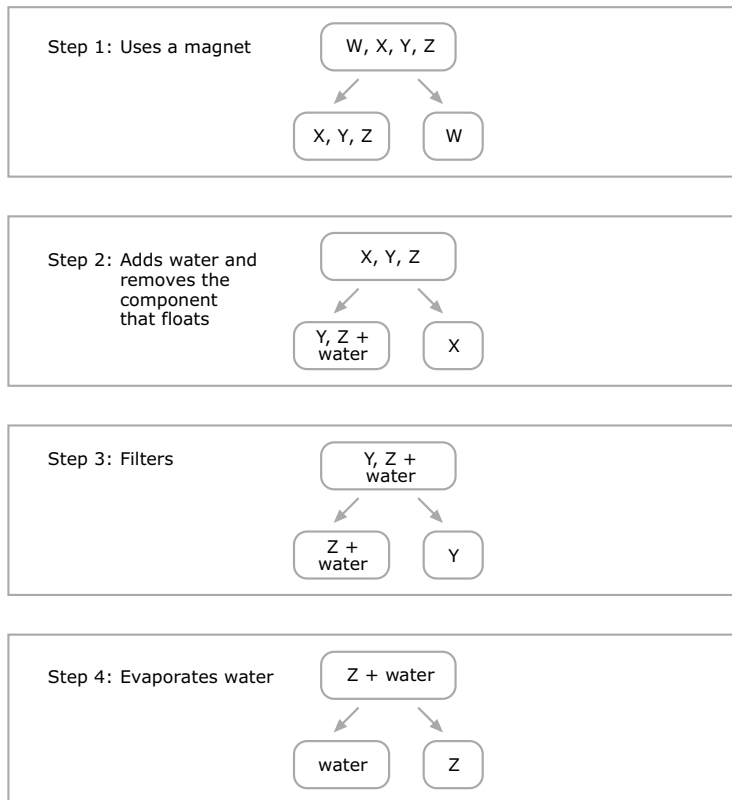 Step 1: Uses a magnet
W, X, Y, Z
X, Y, Z
W
Step 2: Adds water and
removes the
component
that floats
X, Y, Z
Y, Z +
water
X
Step 3: Filters
Y, Z +
water
Z +
water
Y
Step 4: Evaporates water
Z + water
water
Z